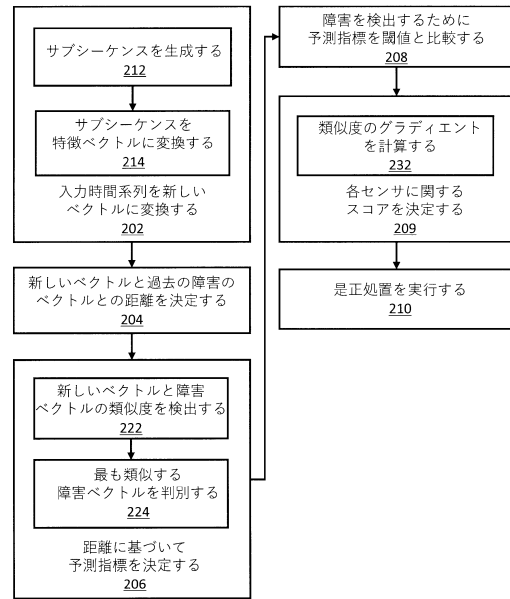 サブシーケンスを生成する
212
サブシーケンスを
特徴ベクトルに変換する
214
入力時間系列を新しい
ベクトルに変換する
202
新しいベクトルと過去の障害の
ベクトルとの距離を決定する
204
新しいベクトルと障害
ベクトルの類似度を検出する
222
最も類似する
障害ベクトルを判別する
224
距離に基づいて
予測指標を決定する
206
障害を検出するために
予測指標を閾値と比較する
208
類似度のグラディエント
を計算する
232
各センサに関する
スコアを決定する
209
是正処置を実行する
210